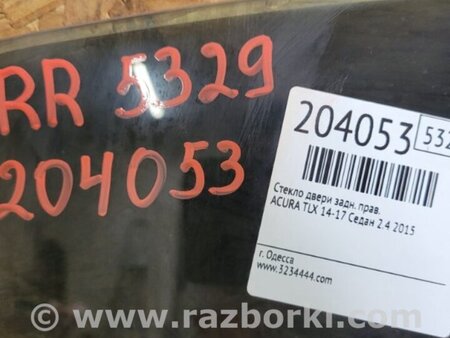 RR 5329
204053
204053 532
Стекло двери задн. прав.
ACURA TLX 14-17 Седан 2.4 2015
г. Одесса
www.3234444.com
www.razborki.com